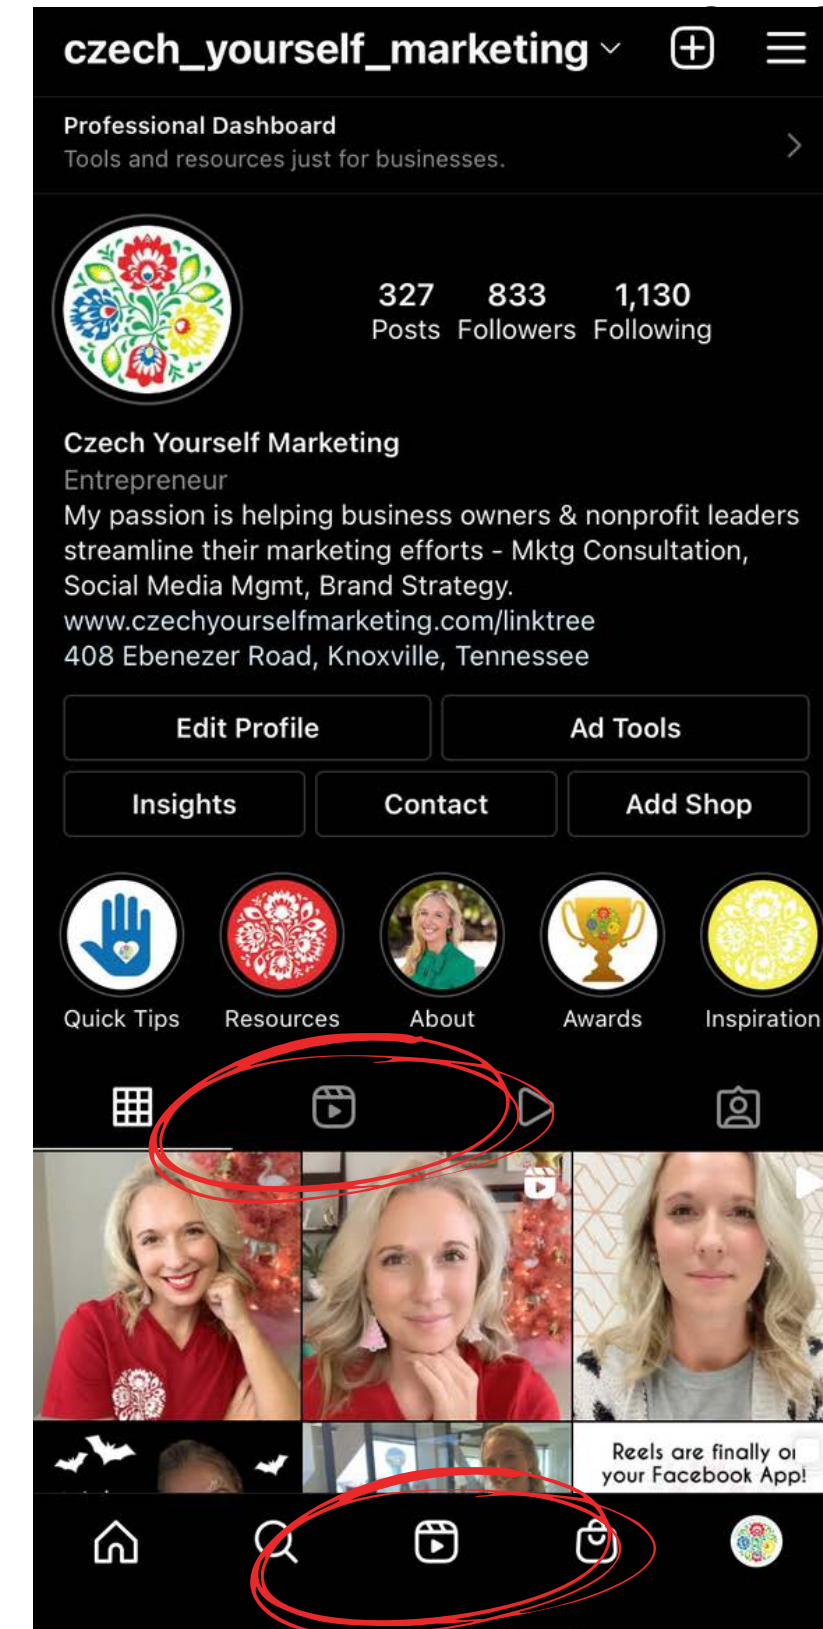 czech_yourself_marketing
Professional Dashboard
Tools and resources just for businesses.
327 833 1,130
Posts Followers Following
Czech Yourself Marketing
Entrepreneur
My passion is helping business owners & nonprofit leaders
streamline their marketing efforts - Mktg Consultation,
Social Media Mgmt, Brand Strategy.
www.czechyourselfmarketing.com/linktree
408 Ebenezer Road, Knoxville, Tennessee
Edit Profile Ad Tools
Insights Contact Add Shop
Quick Tips Resources About Awards Inspiration
Reels are finally
your Facebook App!